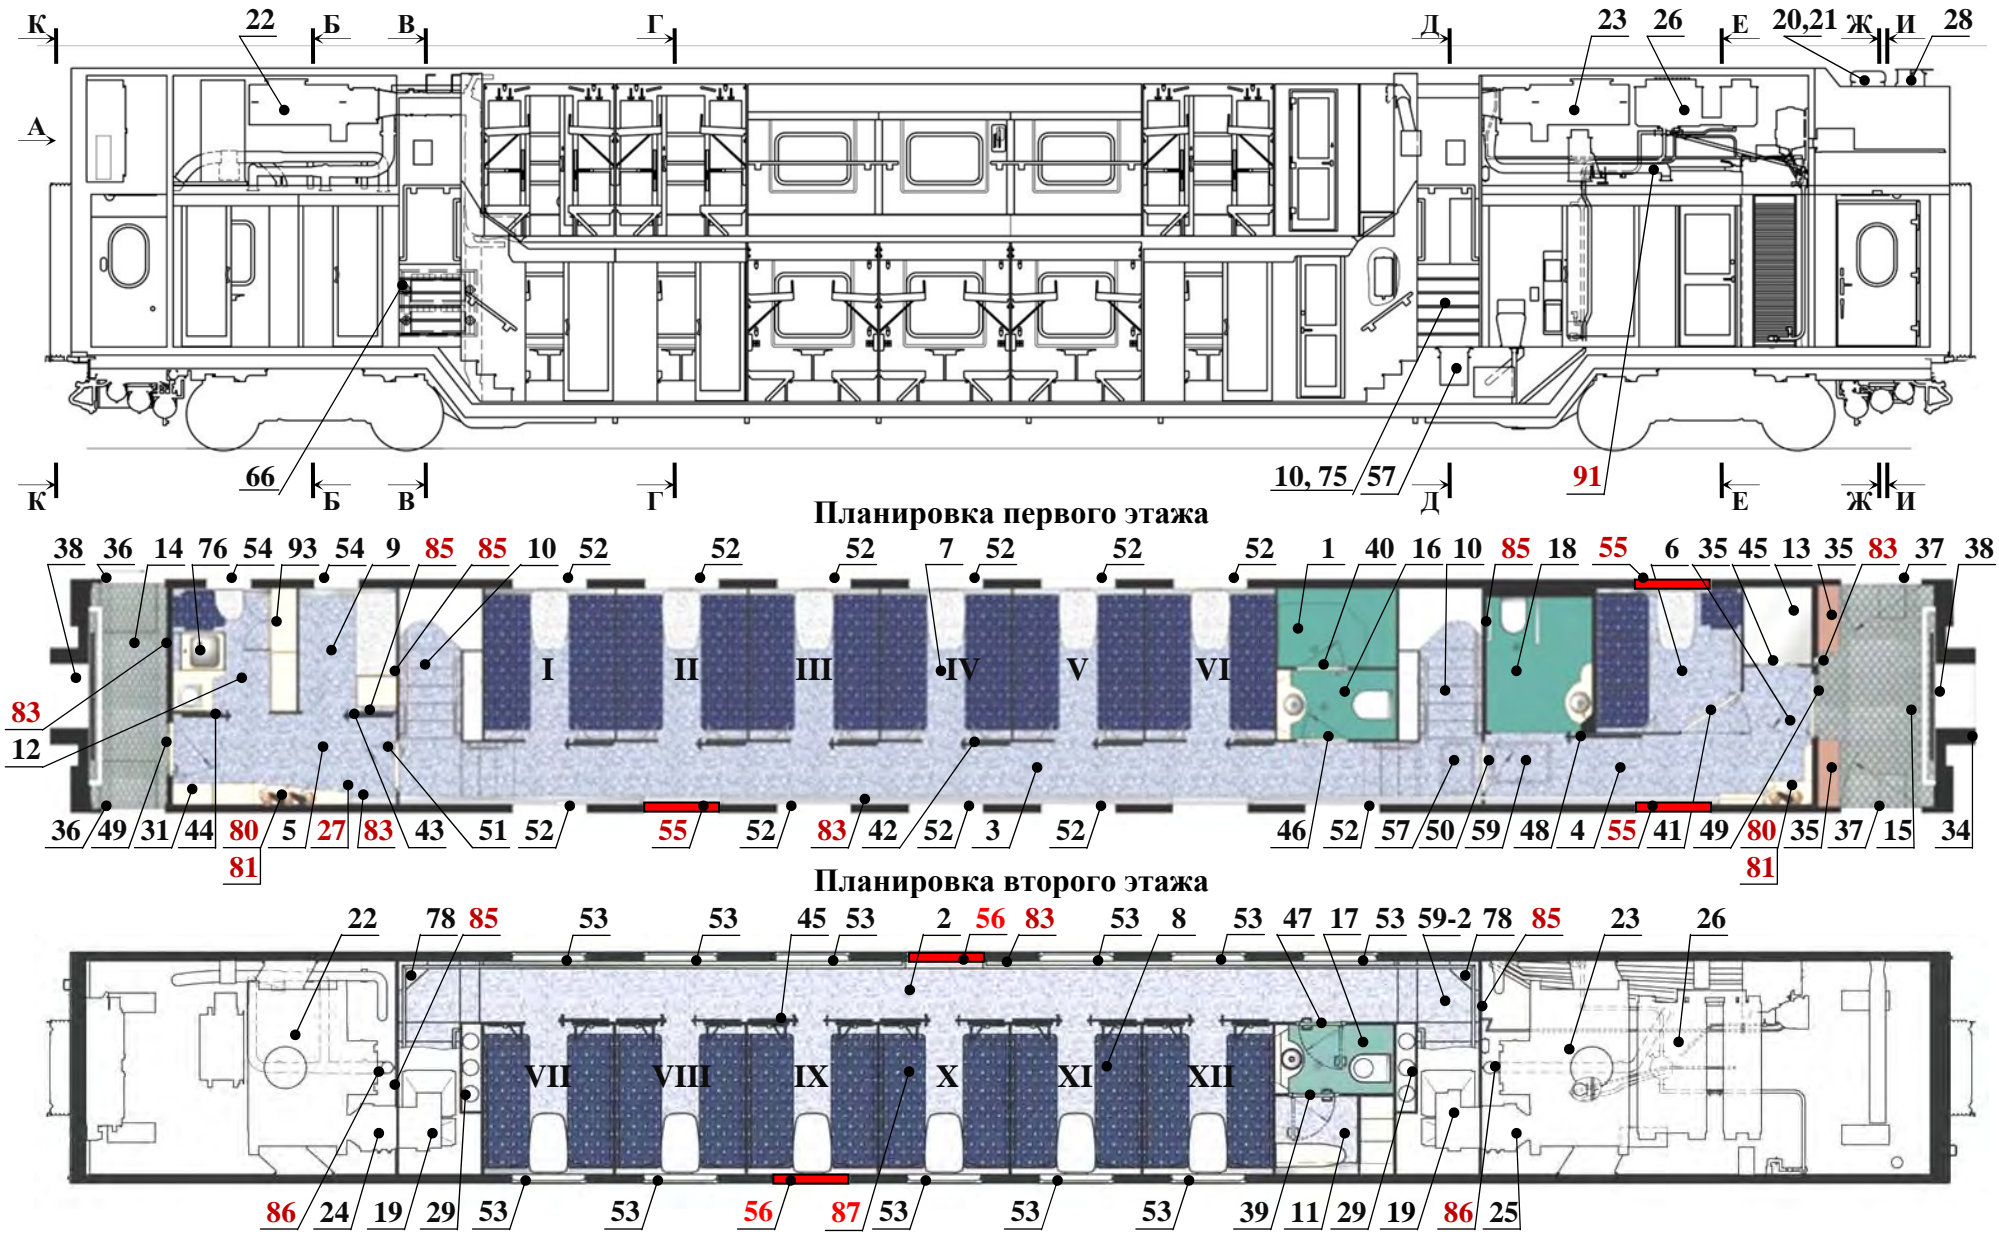 К 22 Б В Г Д 23 26 Е 20,21 Ж И 28
А
66 10, 75 57 91
К Б В Г Д Е Ж И
Планировка первого этажа
38 36 14 76 54 93 54 9 85 85 10 52 52 52 7 52 52 52 1 40 16 10 85 18 55 6 35 45 13 35 83 37 38
I II III IV V VI
83
12
36 49 31 44 80 5 27 83 43 51 52 55 52 83 42 52 3 52 46 52 57 50 59 48 4 55 41 49 80 35 37 15 34
81 81
Планировка второго этажа
22 78 85 53 53 45 53 2 56 83 53 8 53 47 17 53 59-2 78 85 23 26
VII VIII IX X XI XII
86 24 19 29 53 53 56 87 53 53 53 39 11 29 19 86 25